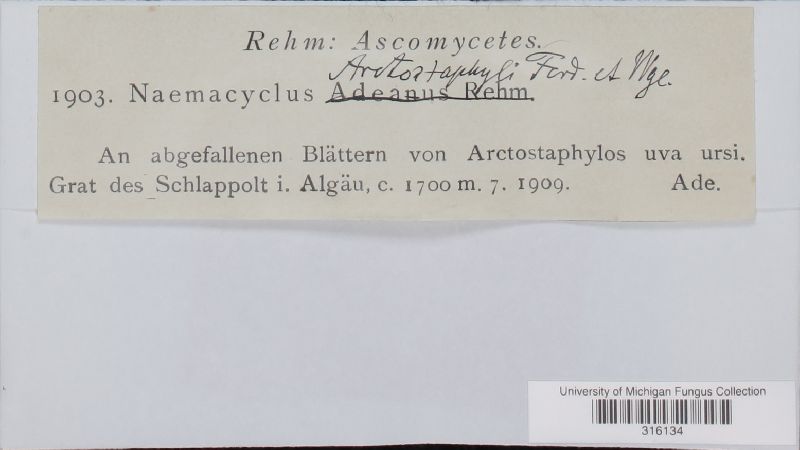 Rehm: Ascomycetes.
Arctostaphyli Ferd. et Wge.
1903. Naemacyclus Adeanus Rehm.
An abgefallenen Blättern von Arctostaphylos uva ursi.
Grat des Schlappolt i. Algäu, c. 1700 m. 7. 1909. Ade.
University of Michigan Fungus Collection
316134